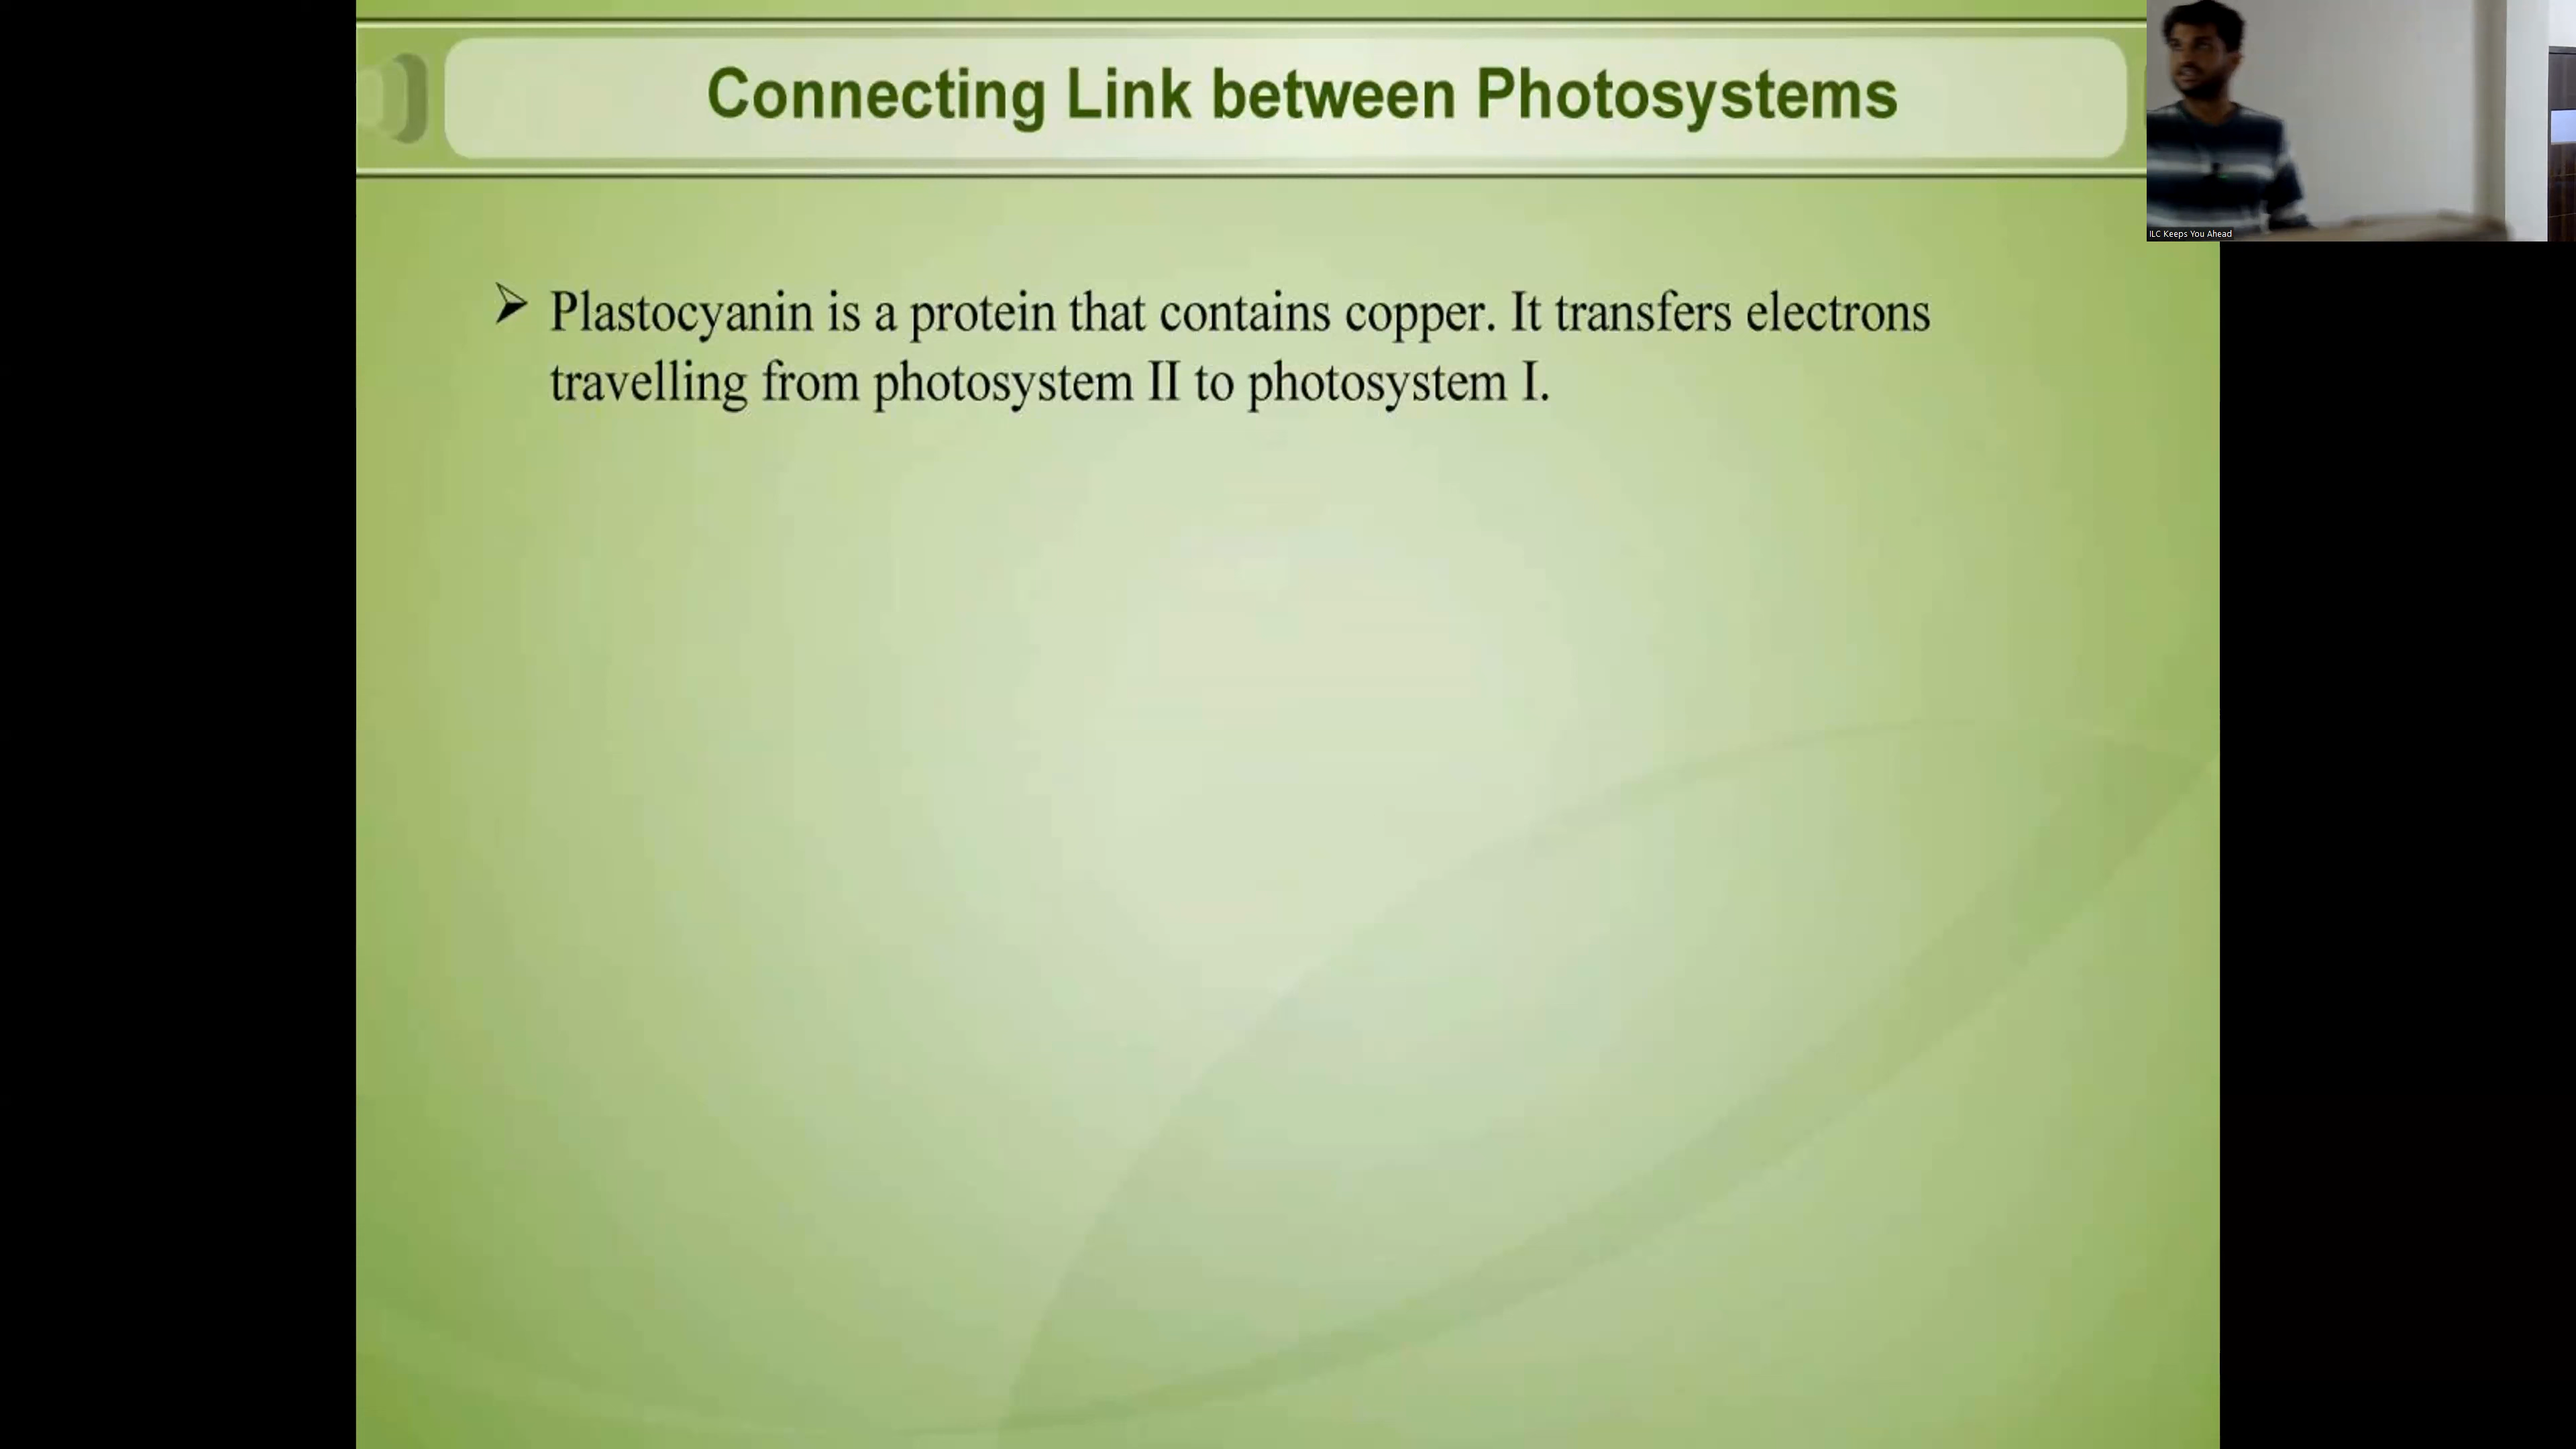 Connecting Link between Photosystems
ILC Keeps You Ahead
➢ Plastocyanin is a protein that contains copper. It transfers electrons
travelling from photosystem II to photosystem I.